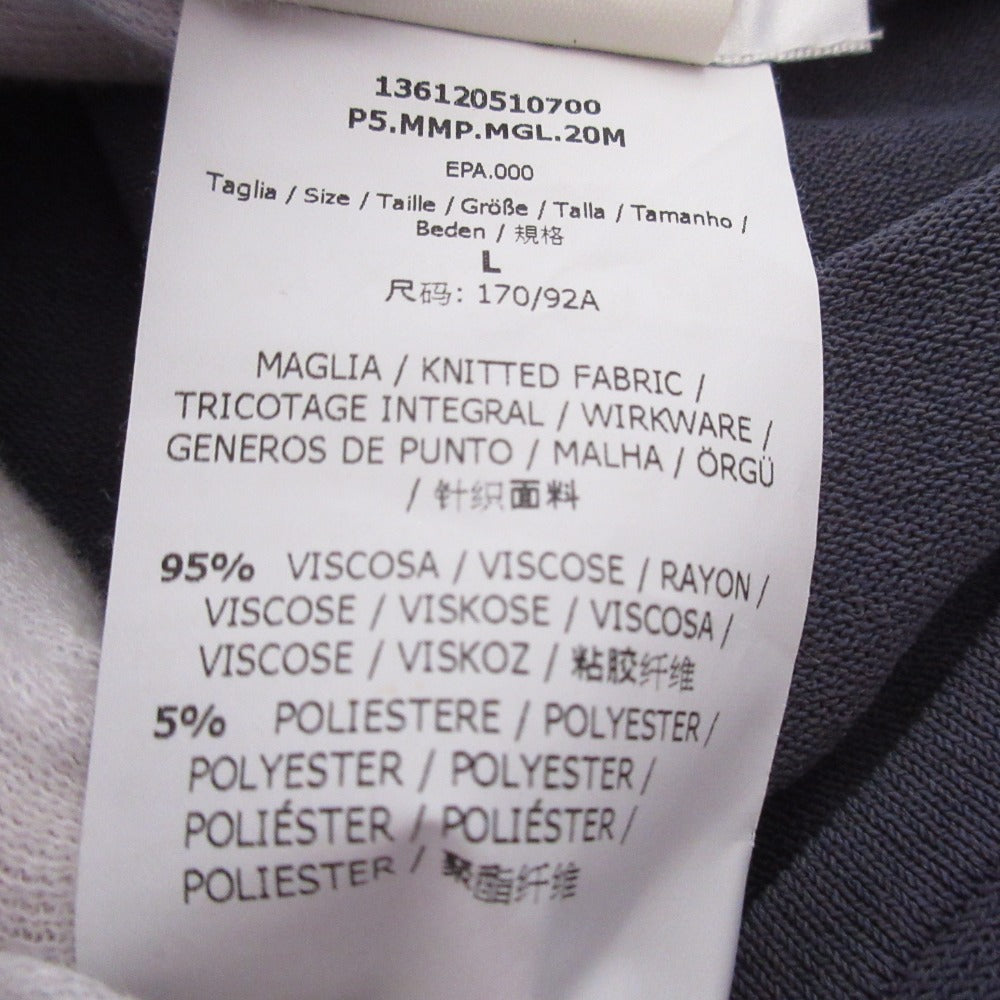 136120510700
P5.MMP.MGL.20M
EPA.000
Taglia / Size / Taille / Größe / Talla / Tamanho /
Beden / 規格
L
尺码: 170/92A
MAGLIA / KNITTED FABRIC /
TRICOTAGE INTEGRAL / WIRKWARE /
GENEROS DE PUNTO / MALHA / ÖRGÜ
/ 针织面料
95% VISCOSA / VISCOSE / RAYON /
VISCOSE / VISKOSE / VISCOSA /
VISCOSE / VISKOZ / 粘胶纤维
5% POLIESTERE / POLYESTER /
POLYESTER / POLYESTER /
POLIÉSTER / POLIÉSTER /
POLIESTER / 聚酯纤维